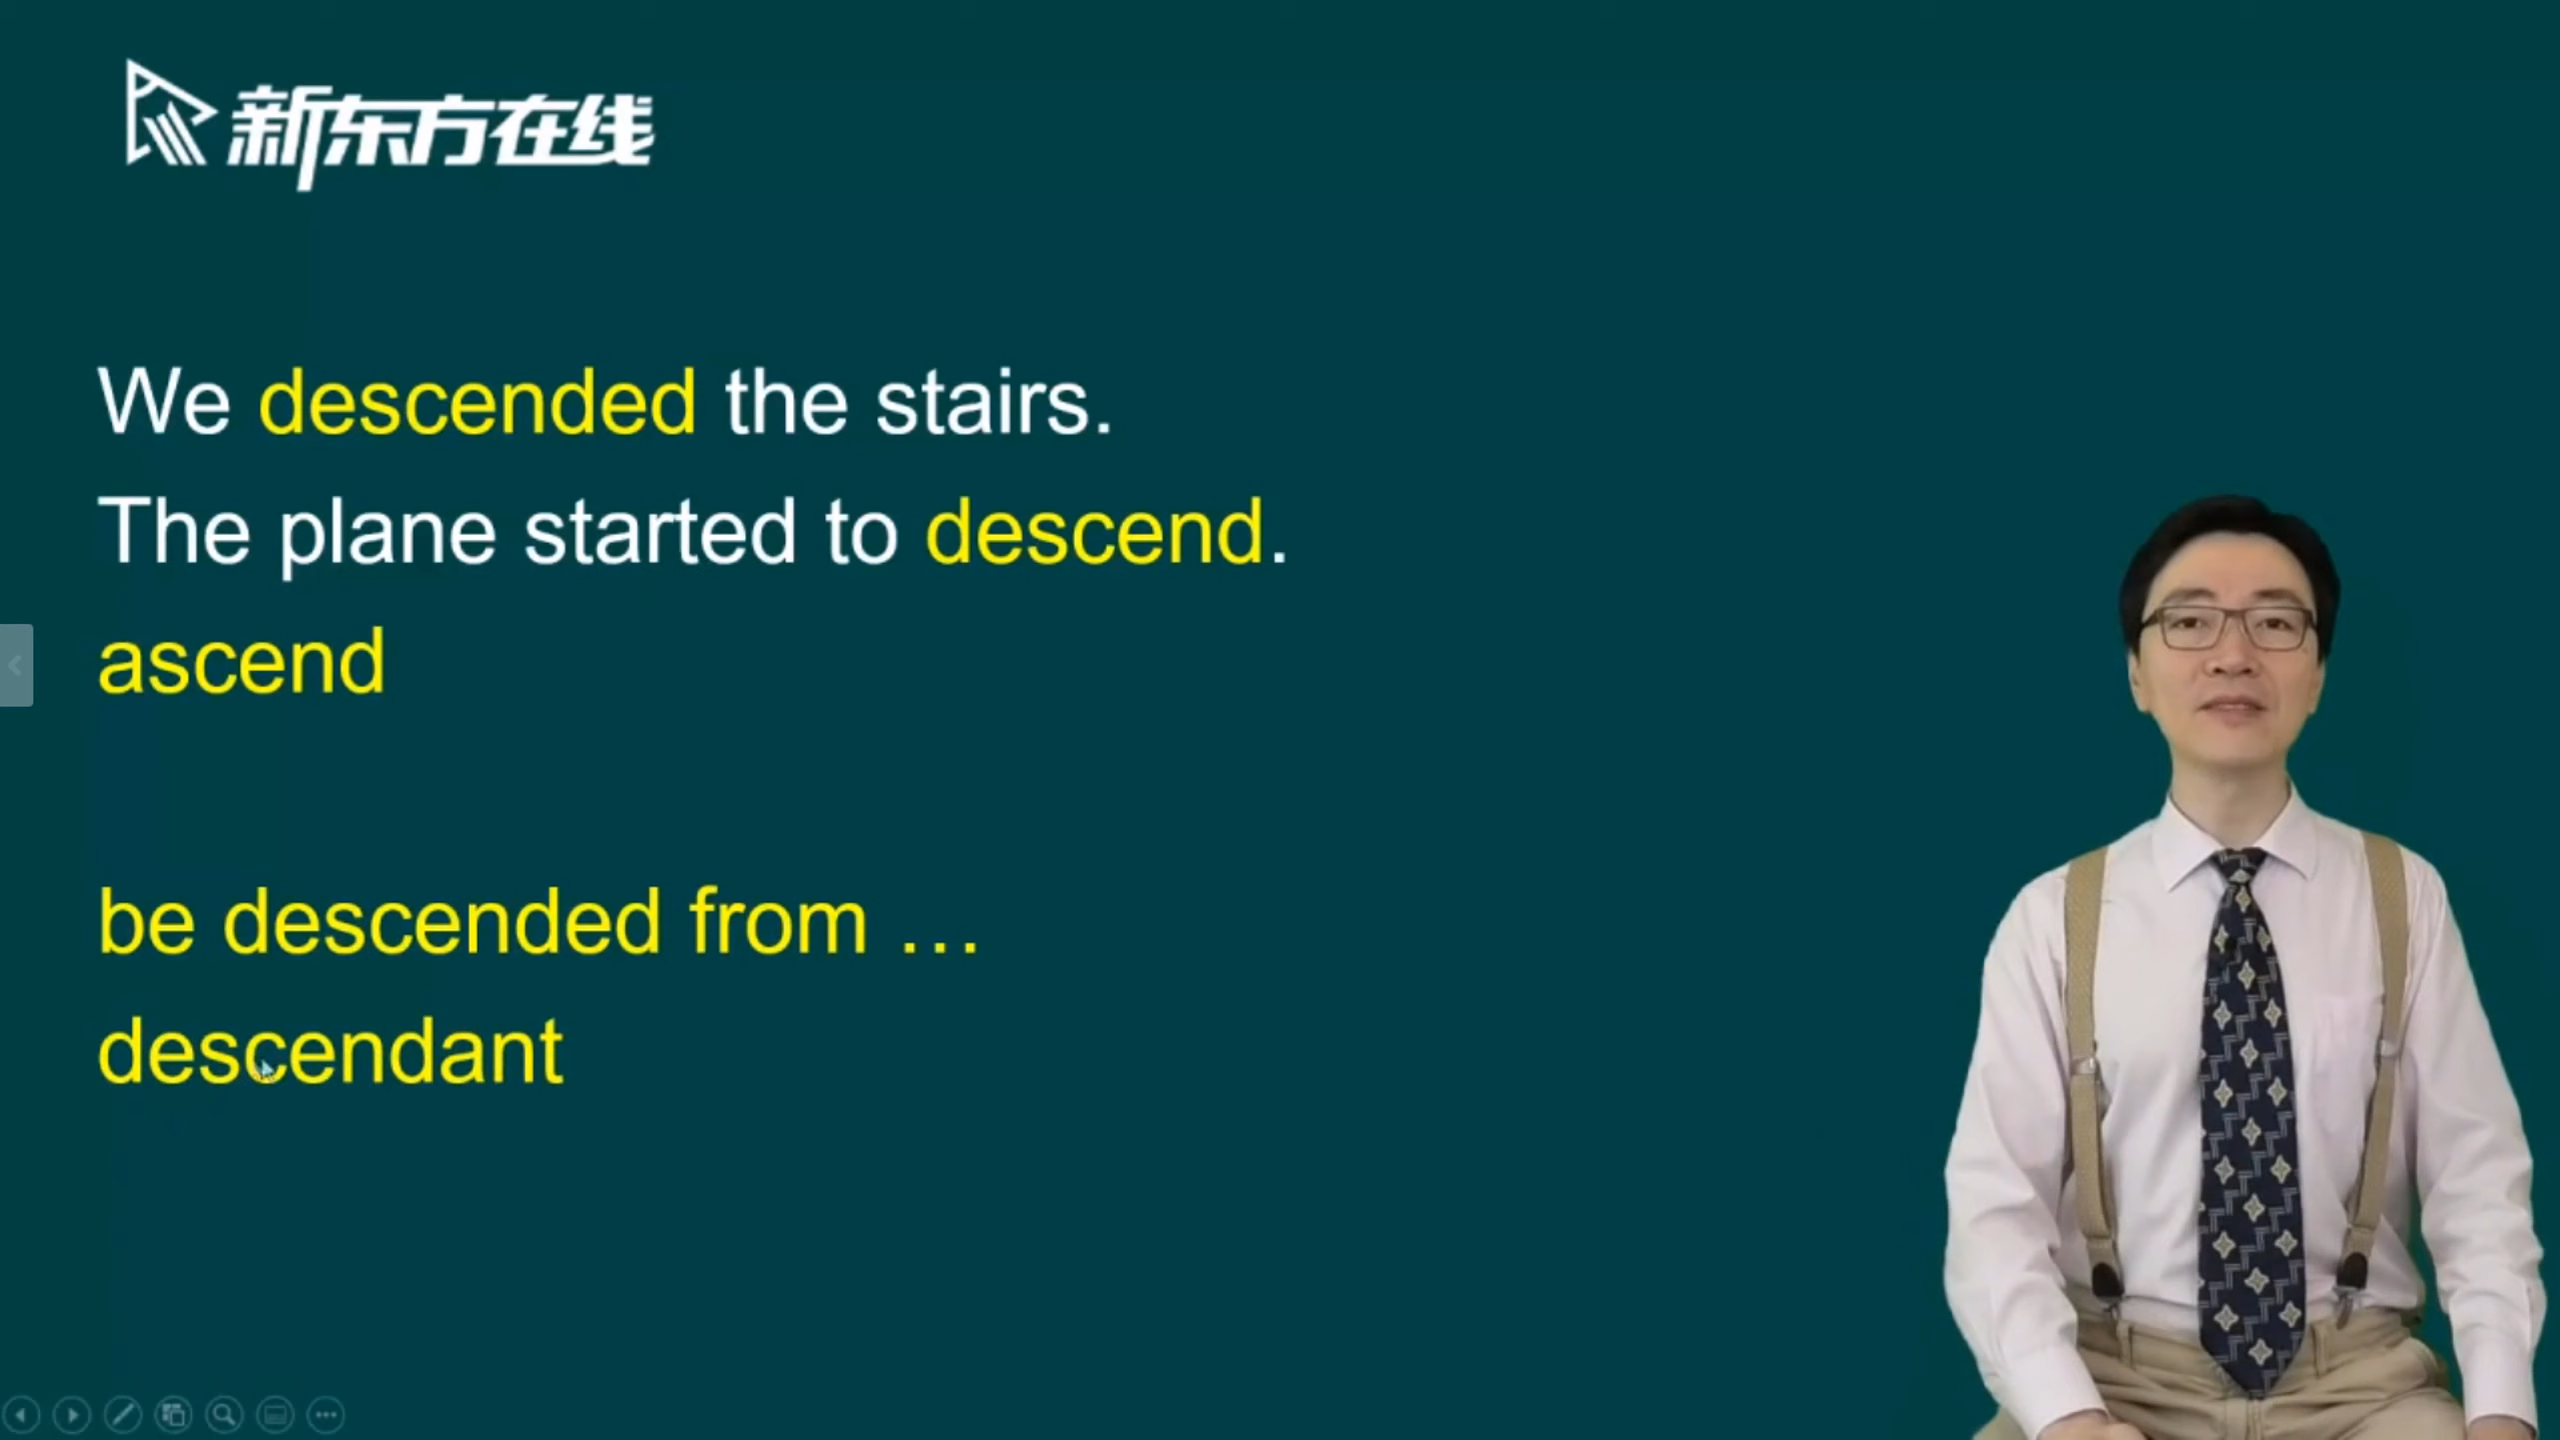 新东方在线
We descended the stairs.
The plane started to descend.
ascend
be descended from …
descendant